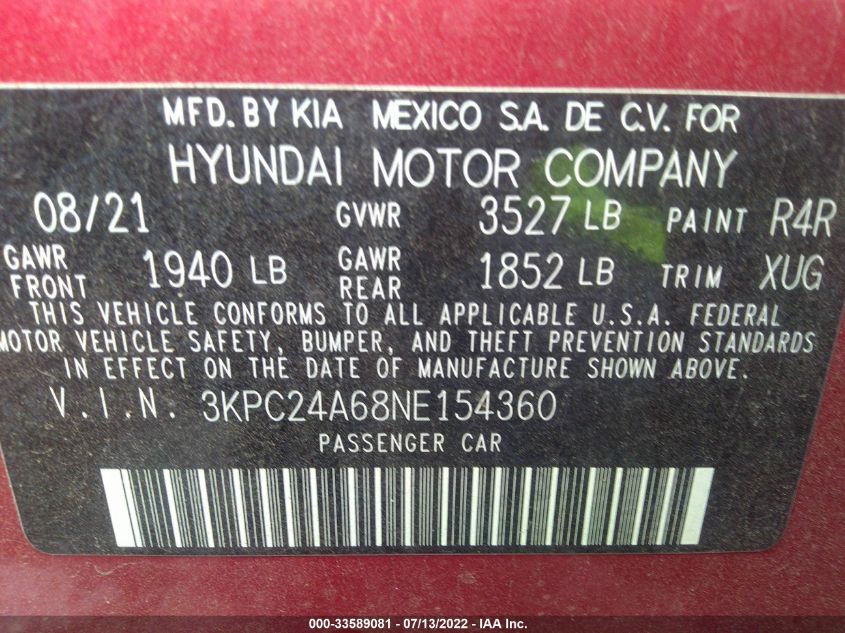 MFD. BY KIA MEXICO S.A. DE C.V. FOR
HYUNDAI MOTOR COMPANY
08/21 GVWR 3527 LB PAINT R4R
GAWR FRONT 1940 LB GAWR REAR 1852 LB TRIM XUG
THIS VEHICLE CONFORMS TO ALL APPLICABLE U.S.A. FEDERAL
MOTOR VEHICLE SAFETY, BUMPER, AND THEFT PREVENTION STANDARDS
IN EFFECT ON THE DATE OF MANUFACTURE SHOWN ABOVE.
V.I.N. 3KPC24A68NE154360
PASSENGER CAR
000-33589081 - 07/13/2022 - IAA Inc.